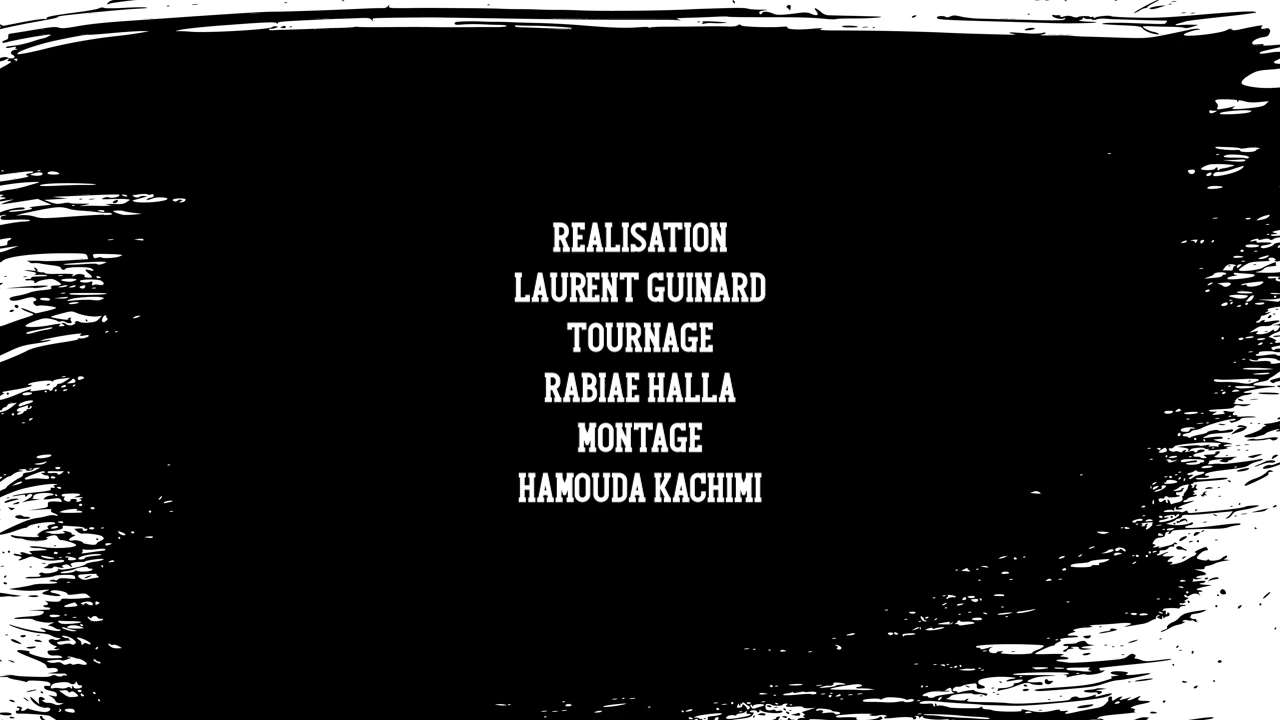 REALISATION
LAURENT GUINARD
TOURNAGE
RABIAE HALLA
MONTAGE
HAMOUDA KACHIMI